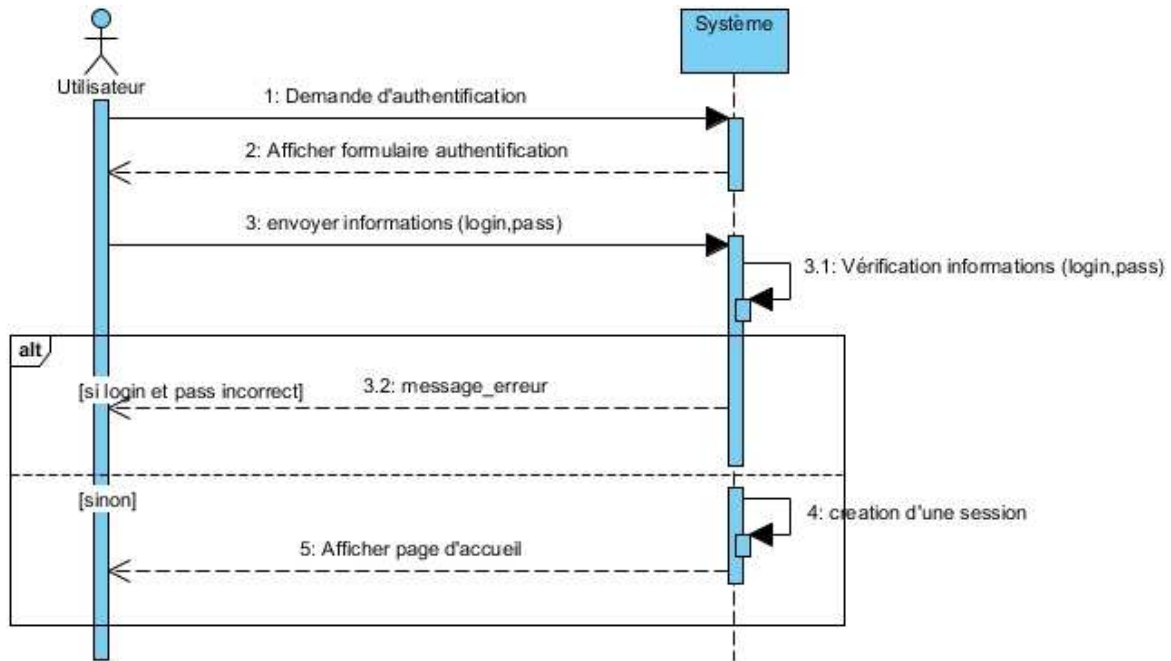 Système
Utilisateur
1: Demande d'authentification
2: Afficher formulaire authentification
3: envoyer informations (login,pass)
3.1: Vérification informations (login,pass)
alt
[si login et pass incorrect]
3.2: message_erreur
[sinon]
4: creation d'une session
5: Afficher page d'accueil